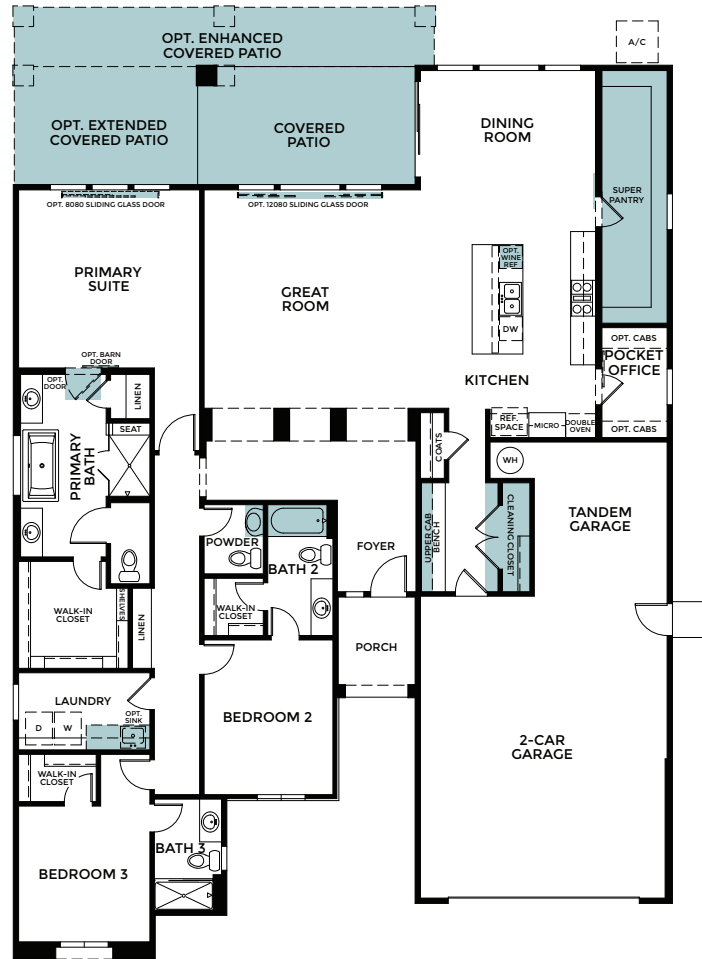 OPT. ENHANCED
COVERED PATIO
A/C
OPT. EXTENDED
COVERED PATIO
COVERED
PATIO
DINING
ROOM
SUPER
PANTRY
OPT. 8080 SLIDING GLASS DOOR
OPT. 12080 SLIDING GLASS DOOR
PRIMARY
SUITE
GREAT
ROOM
OPT.
WINE
REF
DW
KITCHEN
OPT. CABS
POCKET
OFFICE
OPT. CABS
OPT. BARN
DOOR
OPT.
DOOR
LINEN
SEAT
PRIMARY
BATH
REF.
SPACE
MICRO
DOUBLE
OVEN
COATS
WH
TANDEM
GARAGE
UPPER CAB
BENCH
CLEANING CLOSET
POWDER
BATH 2
FOYER
WALK-IN
CLOSET
SHELVES
LINEN
WALK-IN
CLOSET
PORCH
LAUNDRY
D
W
OPT.
SINK
BEDROOM 2
2-CAR
GARAGE
WALK-IN
CLOSET
BATH 3
BEDROOM 3